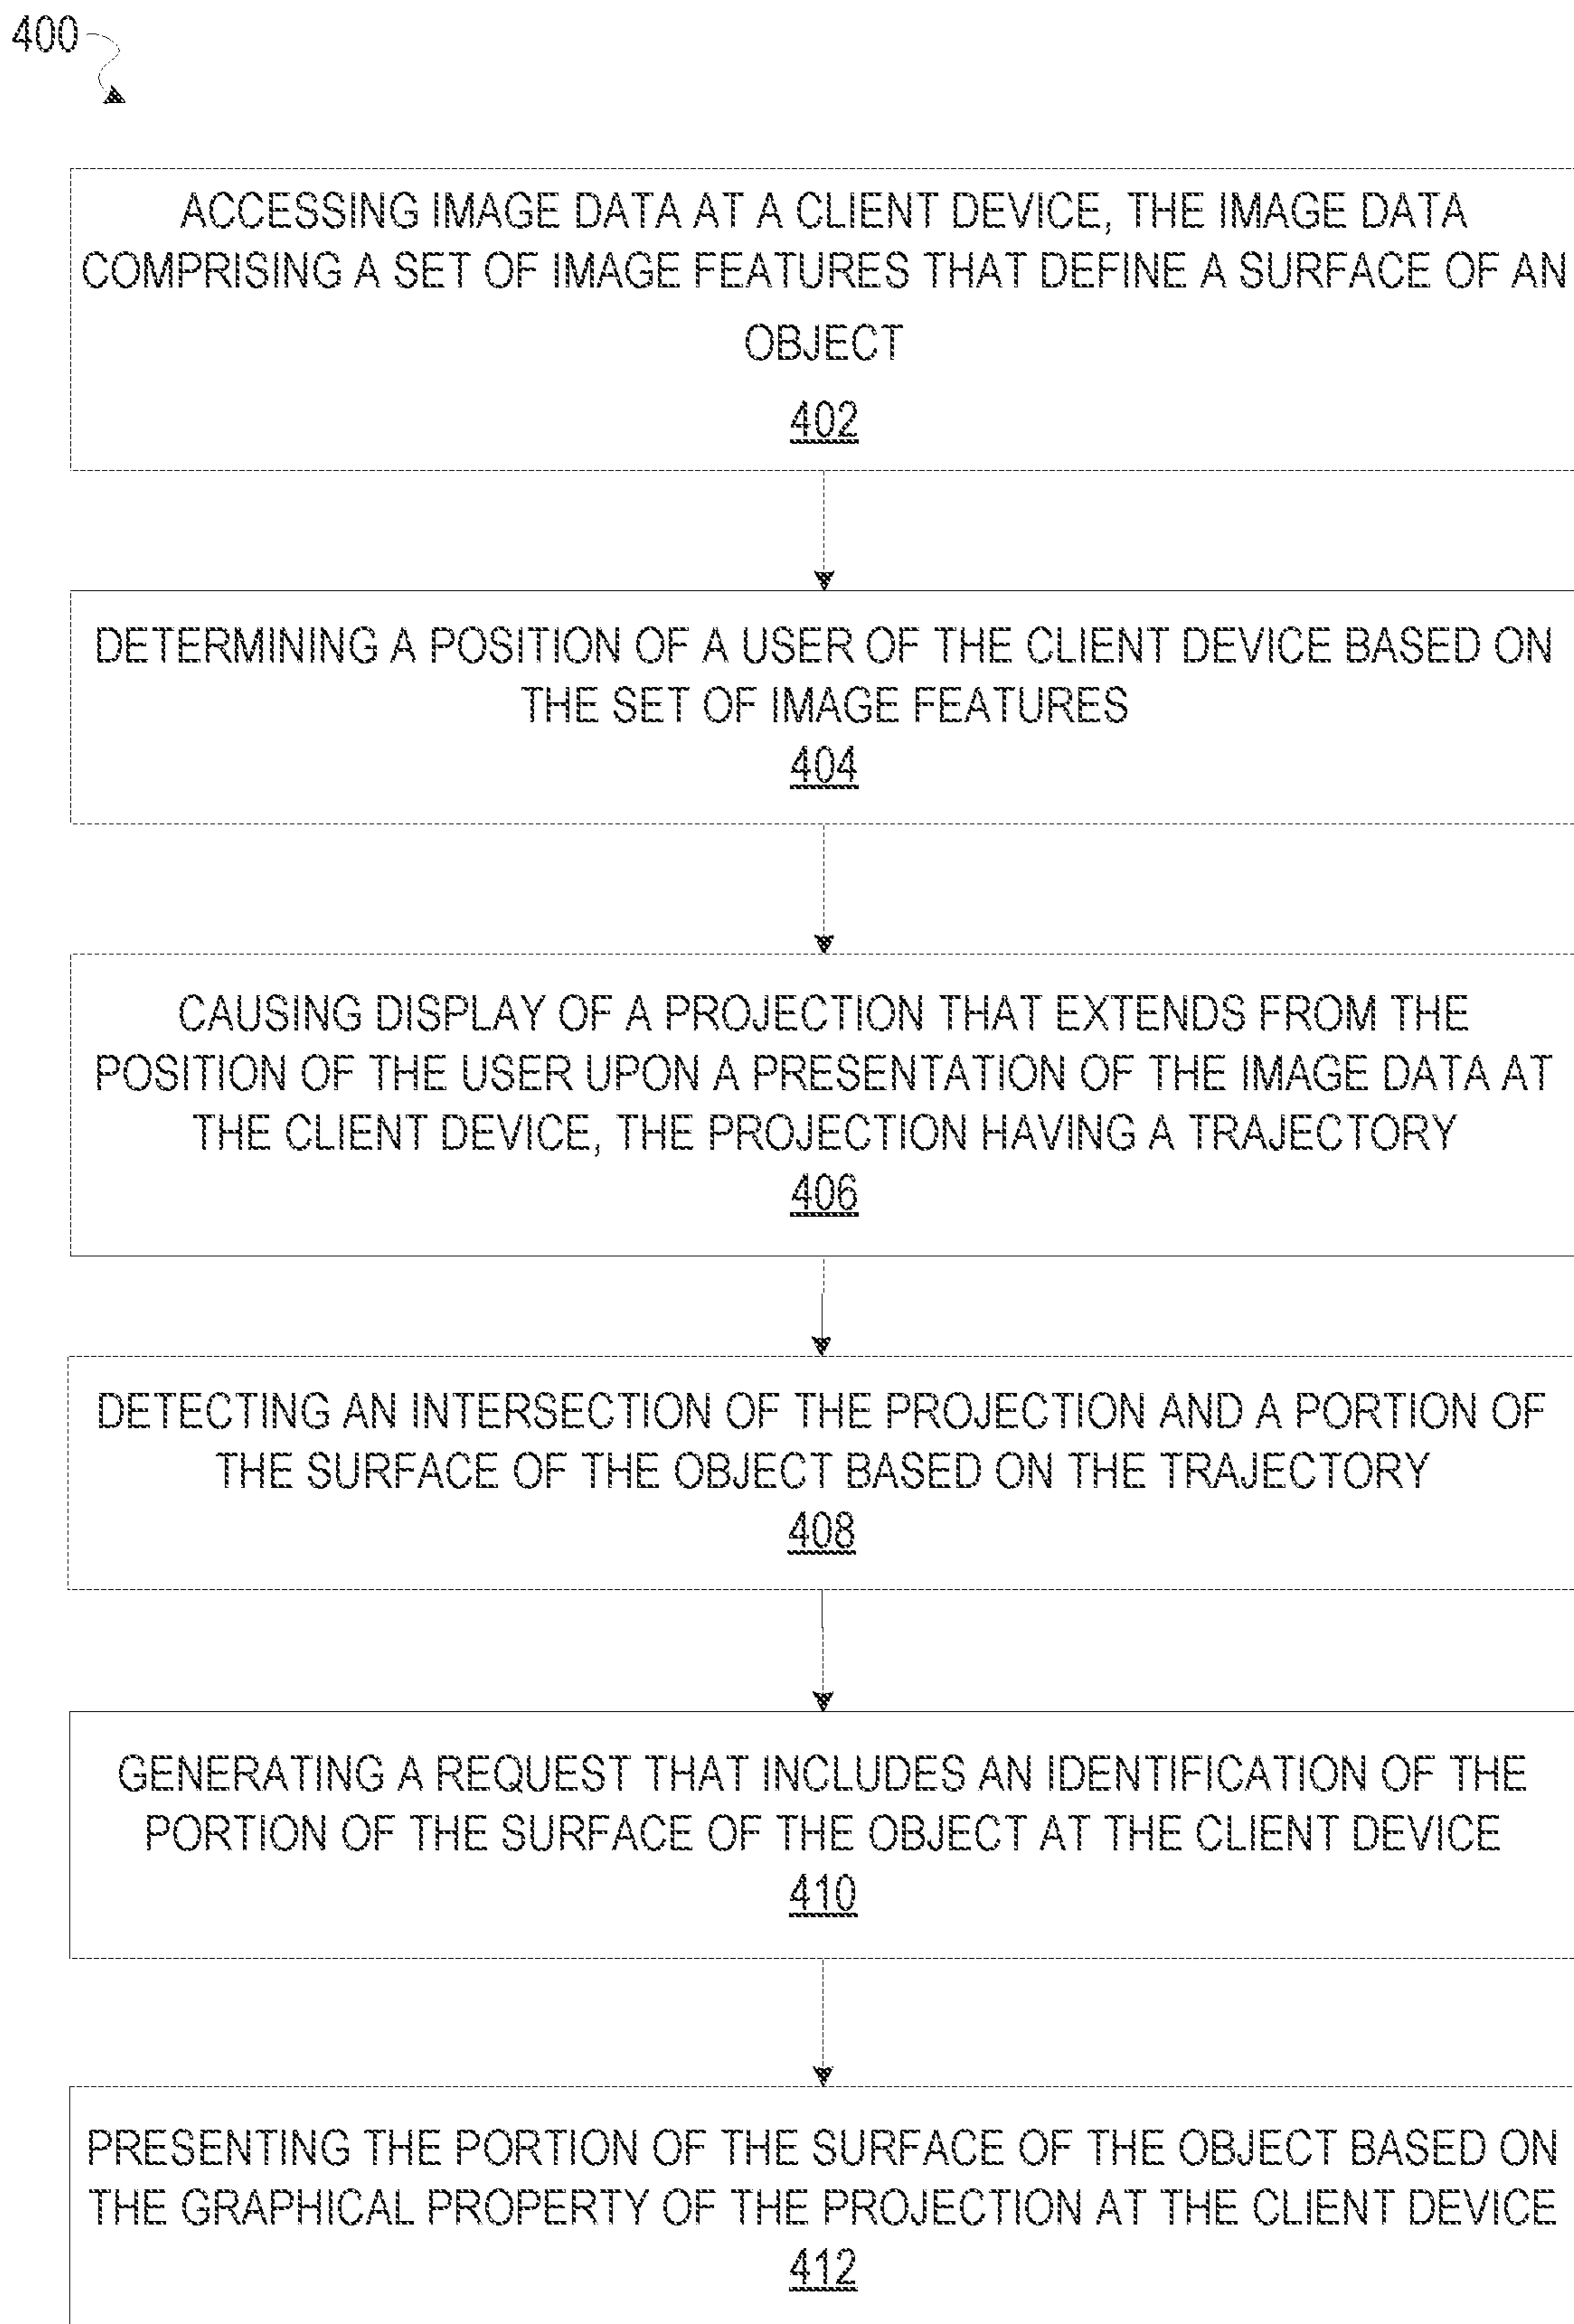 400
ACCESSING IMAGE DATA AT A CLIENT DEVICE, THE IMAGE DATA
COMPRISING A SET OF IMAGE FEATURES THAT DEFINE A SURFACE OF AN
OBJECT
402
DETERMINING A POSITION OF A USER OF THE CLIENT DEVICE BASED ON
THE SET OF IMAGE FEATURES
404
CAUSING DISPLAY OF A PROJECTION THAT EXTENDS FROM THE
POSITION OF THE USER UPON A PRESENTATION OF THE IMAGE DATA AT
THE CLIENT DEVICE, THE PROJECTION HAVING A TRAJECTORY
406
DETECTING AN INTERSECTION OF THE PROJECTION AND A PORTION OF
THE SURFACE OF THE OBJECT BASED ON THE TRAJECTORY
408
GENERATING A REQUEST THAT INCLUDES AN IDENTIFICATION OF THE
PORTION OF THE SURFACE OF THE OBJECT AT THE CLIENT DEVICE
410
PRESENTING THE PORTION OF THE SURFACE OF THE OBJECT BASED ON
THE GRAPHICAL PROPERTY OF THE PROJECTION AT THE CLIENT DEVICE
412